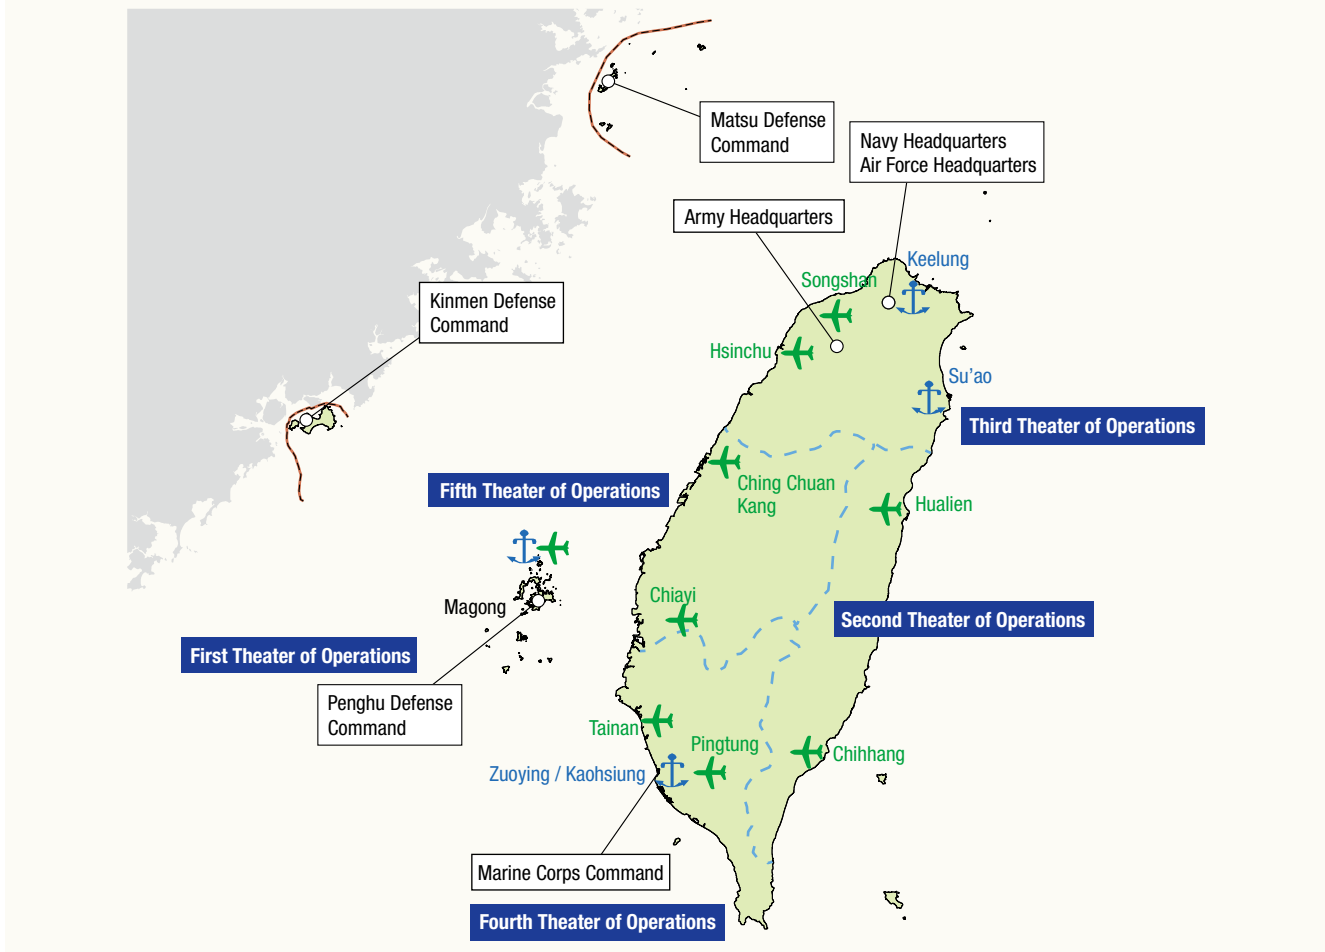 Matsu Defense
Command
Navy Headquarters
Air Force Headquarters
Army Headquarters
Keelung
Songshan
Kinmen Defense
Command
Hsinchu
Su’ao
Third Theater of Operations
Fifth Theater of Operations
Ching Chuan
Kang
Hualien
Chiayi
Magong
Second Theater of Operations
First Theater of Operations
Penghu Defense
Command
Tainan
Pingtung
Chihhang
Zuoying / Kaohsiung
Marine Corps Command
Fourth Theater of Operations